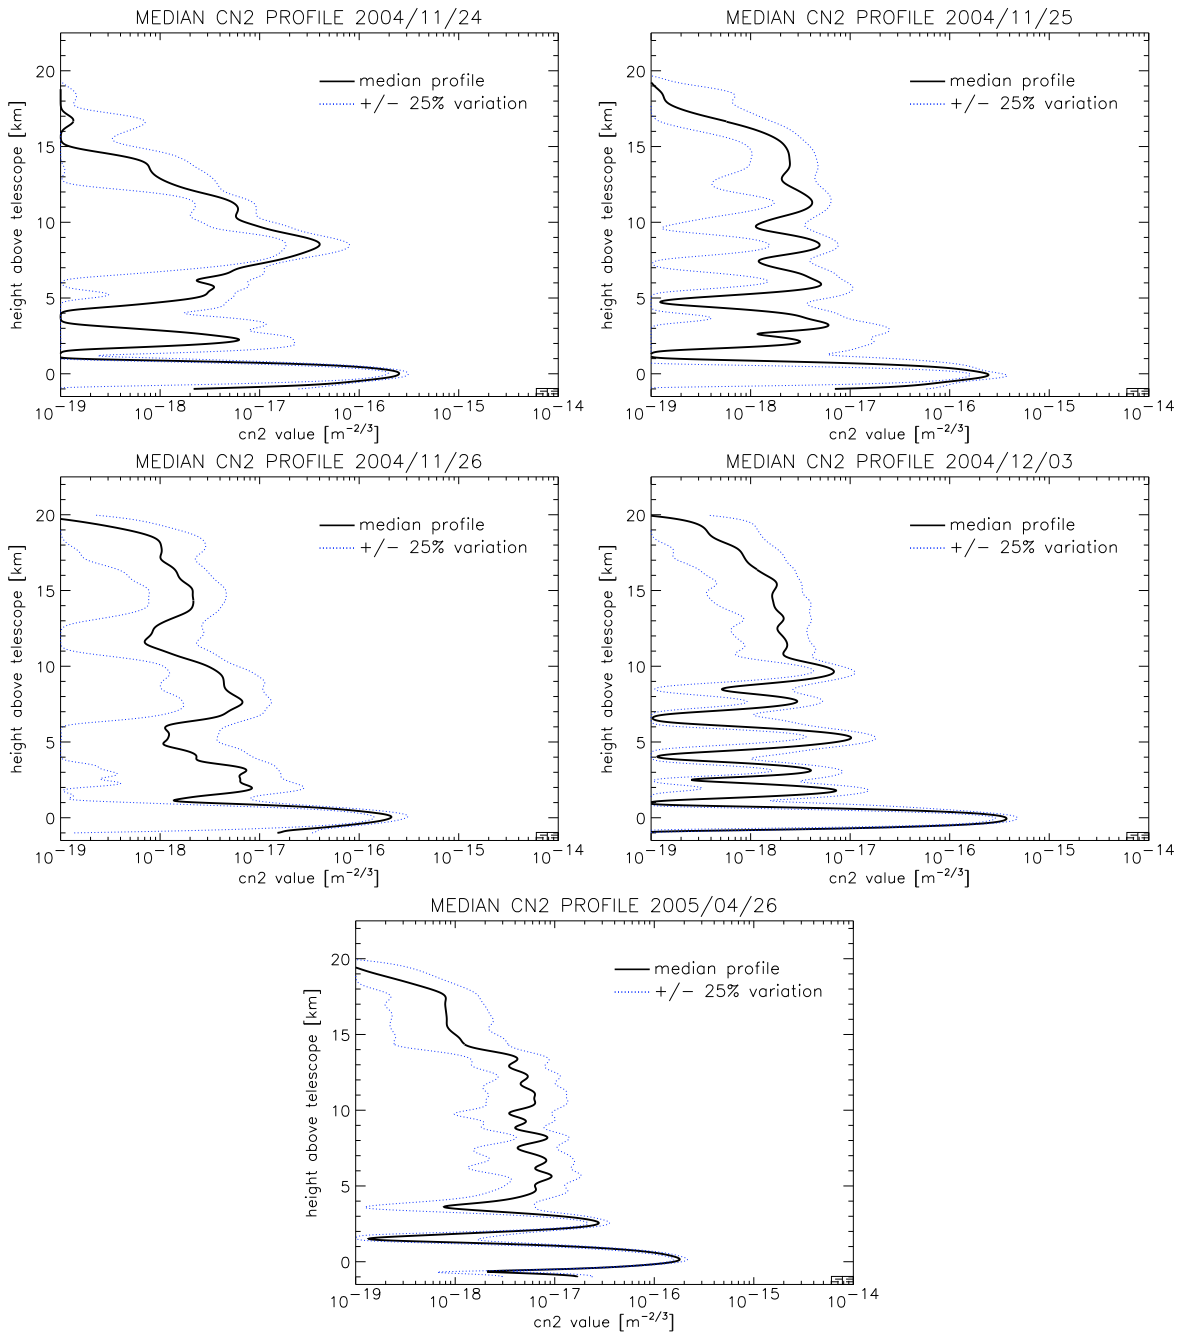 MEDIAN CN2 PROFILE 2004/11/24
height above telescope [km]
20
15
10
5
0
median profile
+/- 25% variation
10^-19 10^-18 10^-17 10^-16 10^-15 10^-14
cn2 value [m^-2/3]
MEDIAN CN2 PROFILE 2004/11/25
height above telescope [km]
20
15
10
5
0
median profile
+/- 25% variation
10^-19 10^-18 10^-17 10^-16 10^-15 10^-14
cn2 value [m^-2/3]
MEDIAN CN2 PROFILE 2004/11/26
height above telescope [km]
20
15
10
5
0
median profile
+/- 25% variation
10^-19 10^-18 10^-17 10^-16 10^-15 10^-14
cn2 value [m^-2/3]
MEDIAN CN2 PROFILE 2004/12/03
height above telescope [km]
20
15
10
5
0
median profile
+/- 25% variation
10^-19 10^-18 10^-17 10^-16 10^-15 10^-14
cn2 value [m^-2/3]
MEDIAN CN2 PROFILE 2005/04/26
height above telescope [km]
20
15
10
5
0
median profile
+/- 25% variation
10^-19 10^-18 10^-17 10^-16 10^-15 10^-14
cn2 value [m^-2/3]